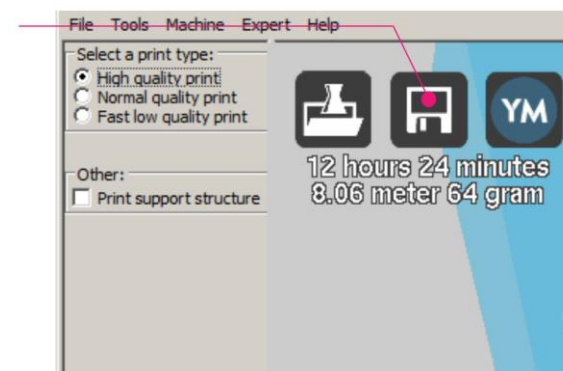 File Tools Machine Expert Help
Select a print type:
High quality print
Normal quality print
Fast low quality print
Other:
Print support structure
YM
12 hours 24 minutes
8.06 meter 64 gram